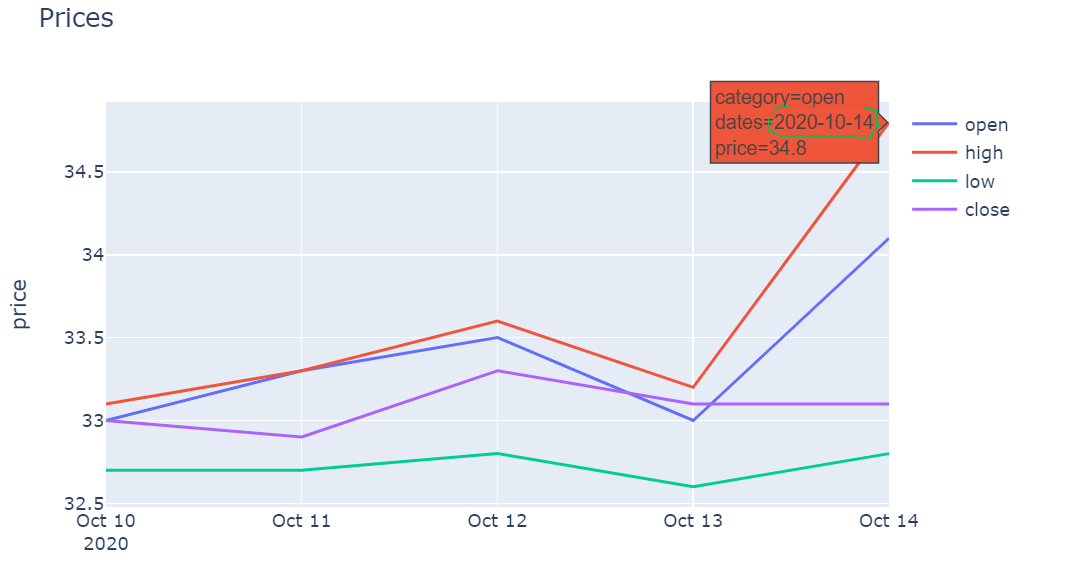 Prices
category=open
dates=2020-10-14
price=34.8
open
high
low
close
34.5
34
33.5
33
32.5
price
Oct 10
2020
Oct 11
Oct 12
Oct 13
Oct 14